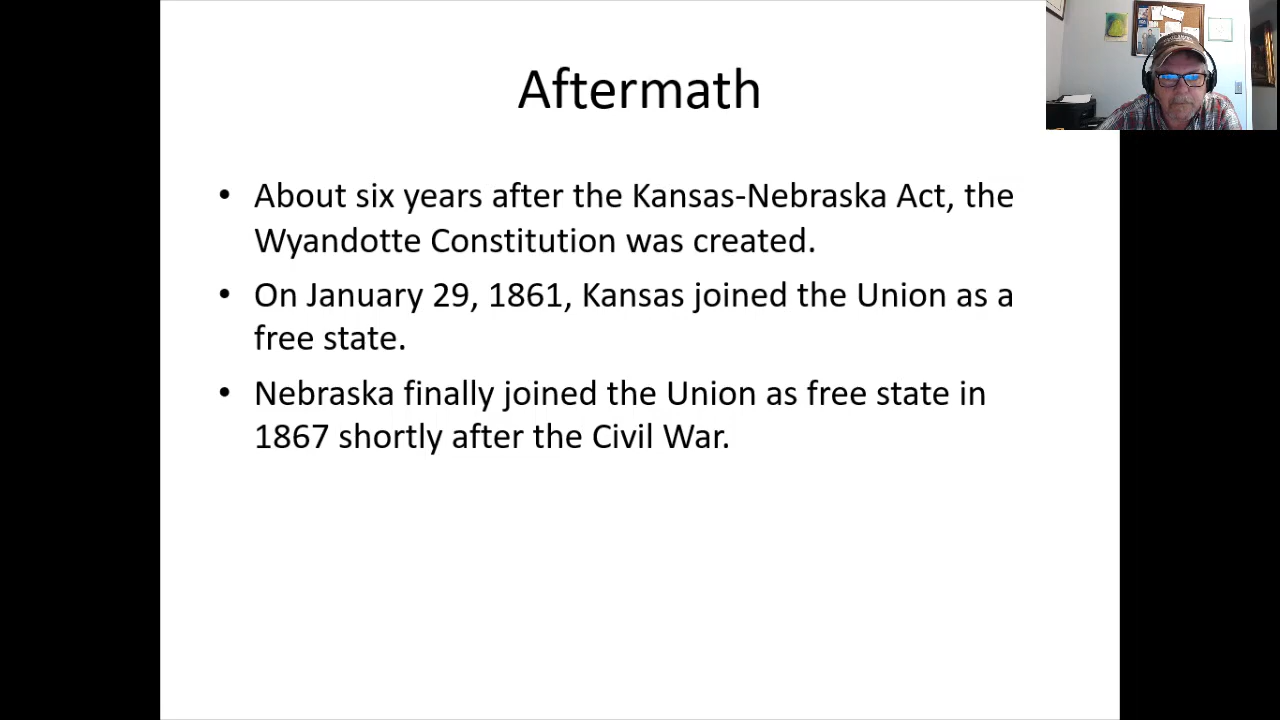 Aftermath
• About six years after the Kansas-Nebraska Act, the
Wyandotte Constitution was created.
• On January 29, 1861, Kansas joined the Union as a
free state.
• Nebraska finally joined the Union as free state in
1867 shortly after the Civil War.